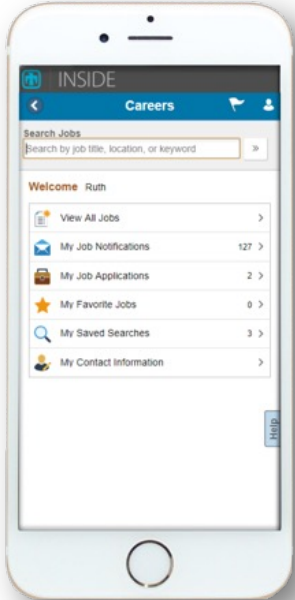 INSIDE
Careers
Search Jobs
Search by job title, location, or keyword
»
Welcome Ruth
View All Jobs
My Job Notifications 127
My Job Applications 2
My Favorite Jobs 0
My Saved Searches 3
My Contact Information
Help